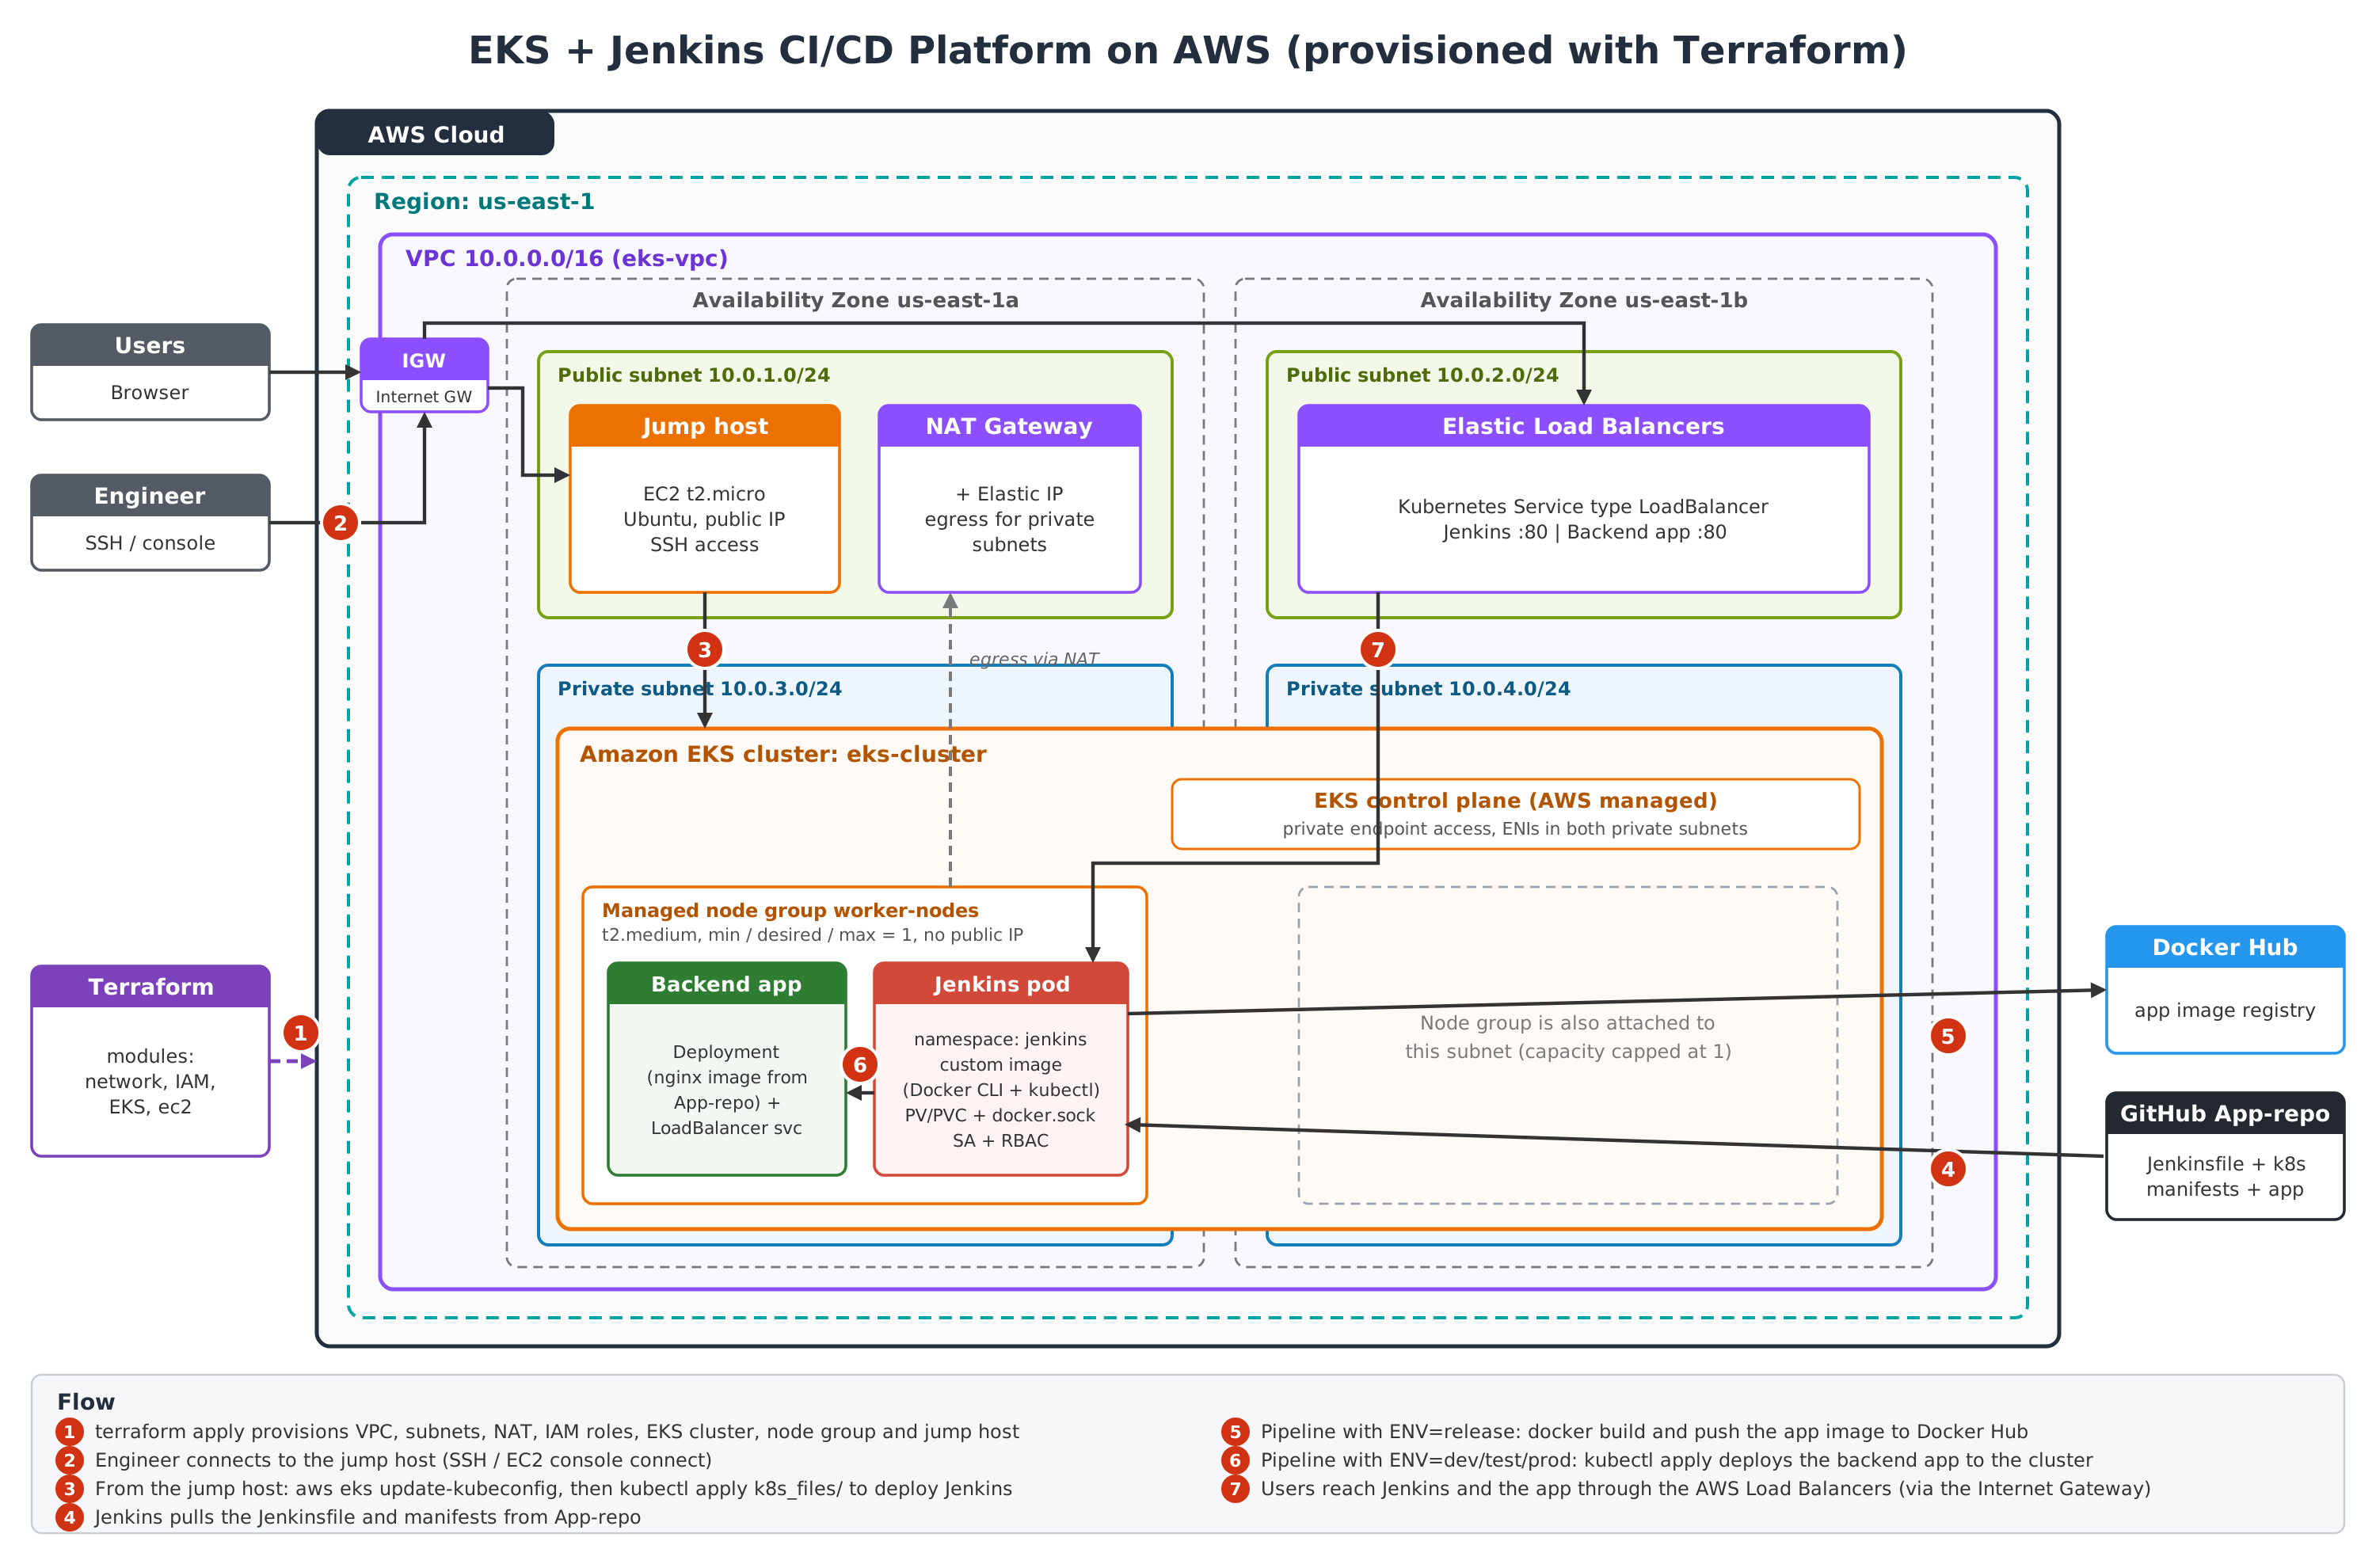 EKS + Jenkins CI/CD Platform on AWS (provisioned with Terraform)
AWS Cloud
Region: us-east-1
VPC 10.0.0.0/16 (eks-vpc)
Availability Zone us-east-1a
Availability Zone us-east-1b
Users
Browser
IGW
Internet GW
Engineer
SSH / console
2
Public subnet 10.0.1.0/24
Jump host
EC2 t2.micro
Ubuntu, public IP
SSH access
NAT Gateway
+ Elastic IP
egress for private
subnets
Public subnet 10.0.2.0/24
Elastic Load Balancers
Kubernetes Service type LoadBalancer
Jenkins :80 | Backend app :80
3
egress via NAT
7
Private subnet 10.0.3.0/24
Private subnet 10.0.4.0/24
Amazon EKS cluster: eks-cluster
EKS control plane (AWS managed)
private endpoint access, ENIs in both private subnets
Managed node group worker-nodes
t2.medium, min / desired / max = 1, no public IP
Backend app
Deployment
(nginx image from
App-repo) +
LoadBalancer svc
6
Jenkins pod
namespace: jenkins
custom image
(Docker CLI + kubectl)
PV/PVC + docker.sock
SA + RBAC
Node group is also attached to
this subnet (capacity capped at 1)
Terraform
modules:
network, IAM,
EKS, ec2
1
Docker Hub
app image registry
5
GitHub App-repo
Jenkinsfile + k8s
manifests + app
4
Flow
1 terraform apply provisions VPC, subnets, NAT, IAM roles, EKS cluster, node group and jump host
2 Engineer connects to the jump host (SSH / EC2 console connect)
3 From the jump host: aws eks update-kubeconfig, then kubectl apply k8s_files/ to deploy Jenkins
4 Jenkins pulls the Jenkinsfile and manifests from App-repo
5 Pipeline with ENV=release: docker build and push the app image to Docker Hub
6 Pipeline with ENV=dev/test/prod: kubectl apply deploys the backend app to the cluster
7 Users reach Jenkins and the app through the AWS Load Balancers (via the Internet Gateway)